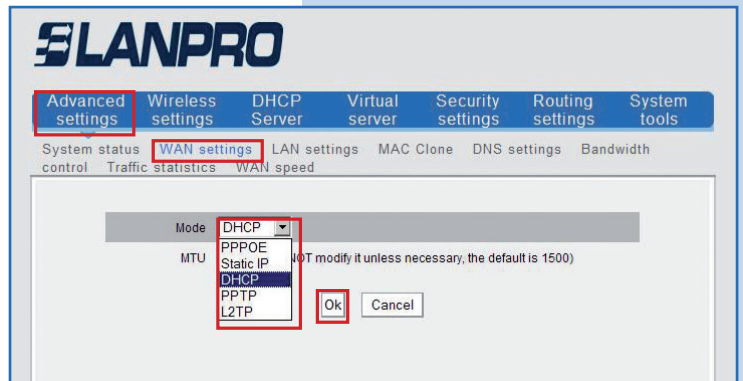 LANPRO
Advanced settings Wireless settings DHCP Server Virtual server Security settings Routing settings System tools
System status WAN settings LAN settings MAC Clone DNS settings Bandwidth
control Traffic statistics WAN speed
Mode DHCP
PPPOE
MTU Static IP NOT modify it unless necessary, the default is 1500)
DHCP
PPTP
L2TP
Ok Cancel